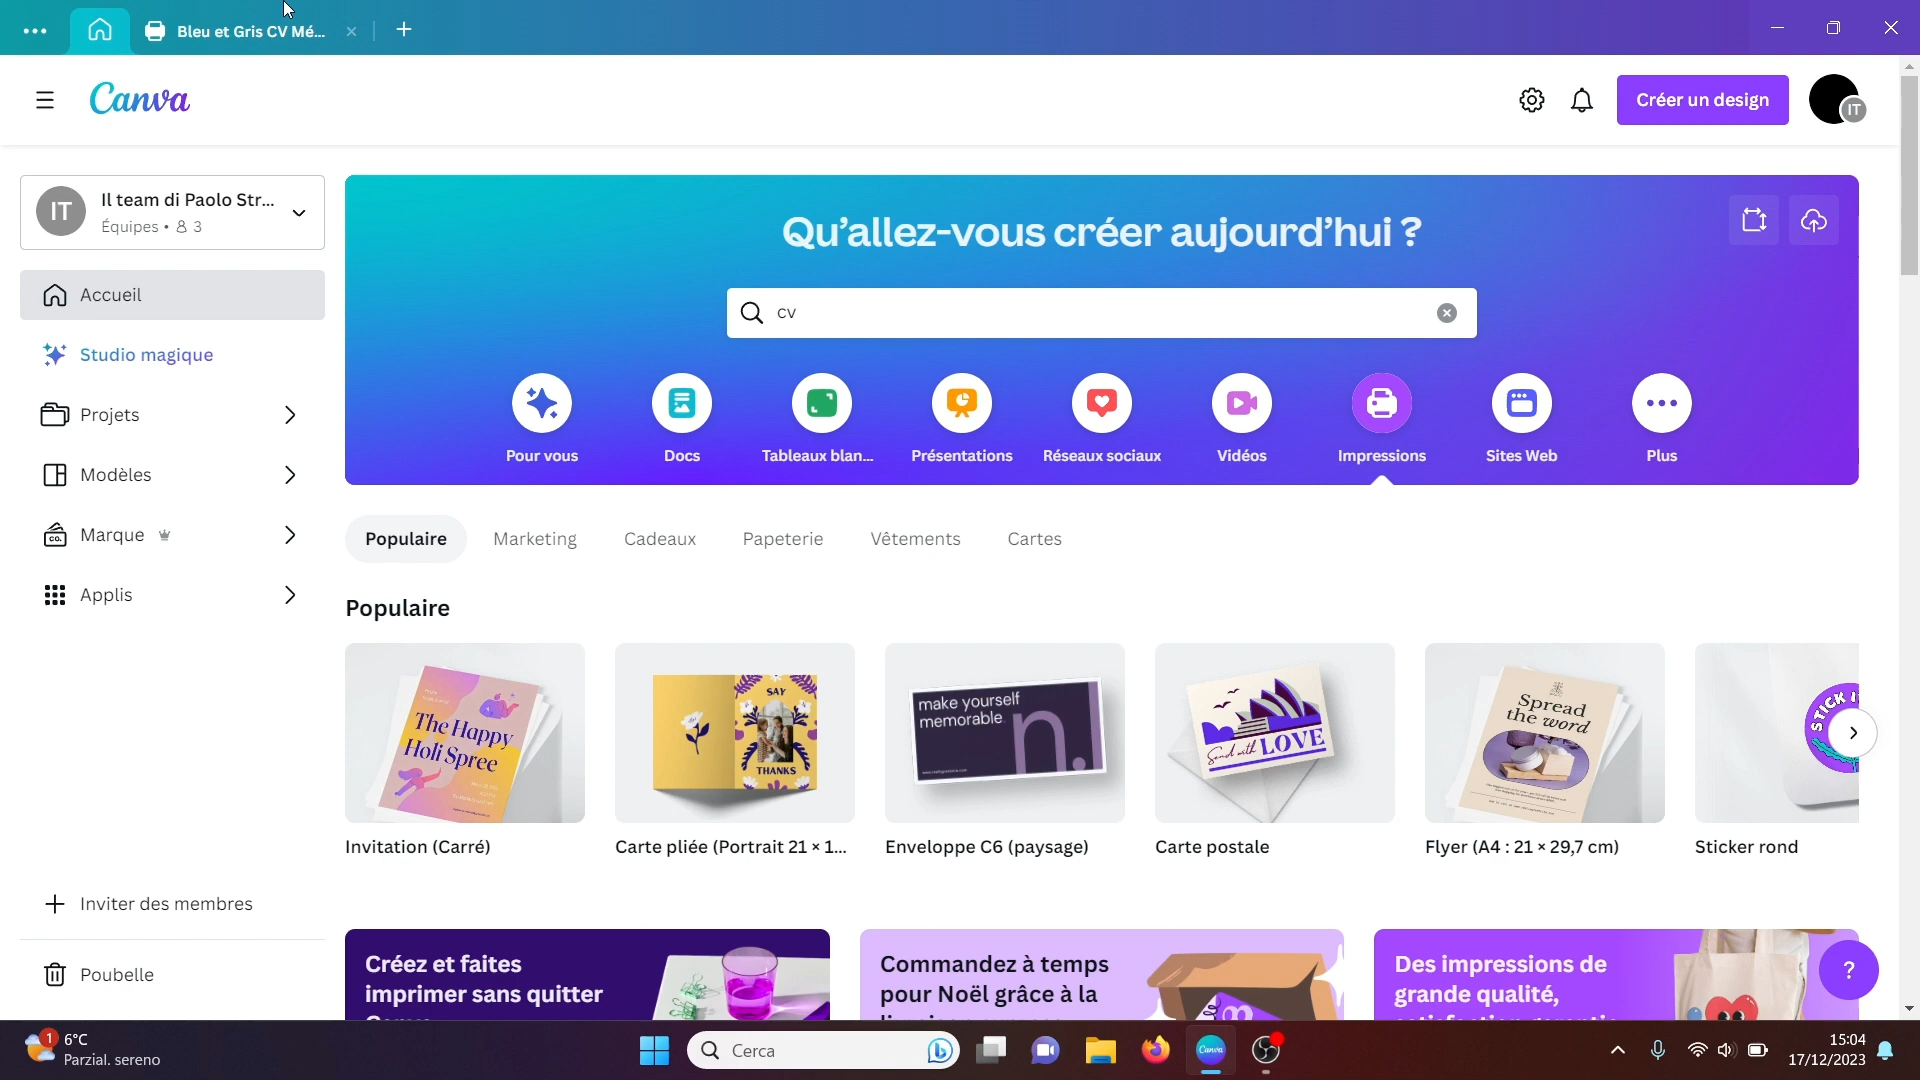 Bleu et Gris CV Mé...
Canva
Créer un design
IT
IT
Il team di Paolo Str...
Équipes • 3
Accueil
Studio magique
Projets
Modèles
Marque
Applis
Inviter des membres
Poubelle
Qu'allez-vous créer aujourd'hui ?
cv
Pour vous
Docs
Tableaux blan...
Présentations
Réseaux sociaux
Vidéos
Impressions
Sites Web
Plus
Populaire
Marketing
Cadeaux
Papeterie
Vêtements
Cartes
Populaire
The Happy
Holi Spree
SAY
THANKS
make yourself
memorable.
n.
Send with LOVE
Spread
the word
STICK IT
Invitation (Carré)
Carte pliée (Portrait 21 × 1...
Enveloppe C6 (paysage)
Carte postale
Flyer (A4 : 21 × 29,7 cm)
Sticker rond
Créez et faites
imprimer sans quitter
Commandez à temps
pour Noël grâce à la
Des impressions de
grande qualité,
?
1
6°C
Parzial. sereno
Cerca
Canva
15:04
17/12/2023